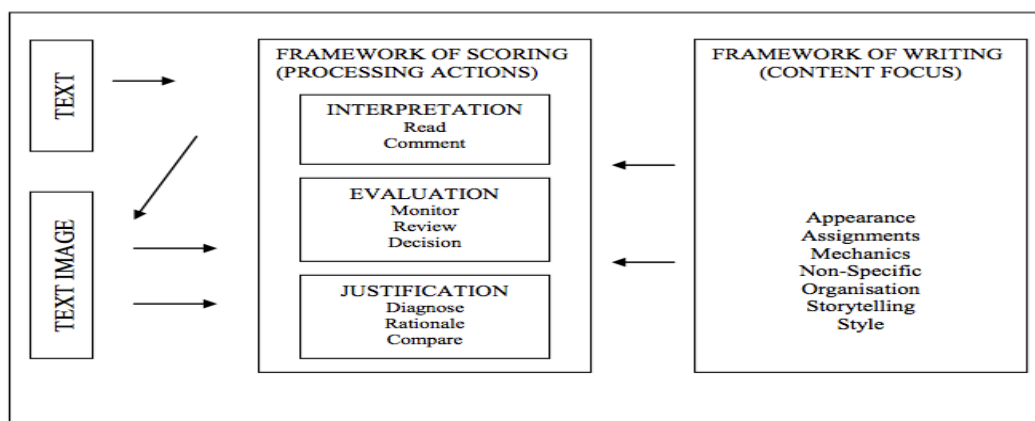 TEXT
TEXT IMAGE
FRAMEWORK OF SCORING
(PROCESSING ACTIONS)
INTERPRETATION
Read
Comment
EVALUATION
Monitor
Review
Decision
JUSTIFICATION
Diagnose
Rationale
Compare
FRAMEWORK OF WRITING
(CONTENT FOCUS)
Appearance
Assignments
Mechanics
Non-Specific
Organisation
Storytelling
Style